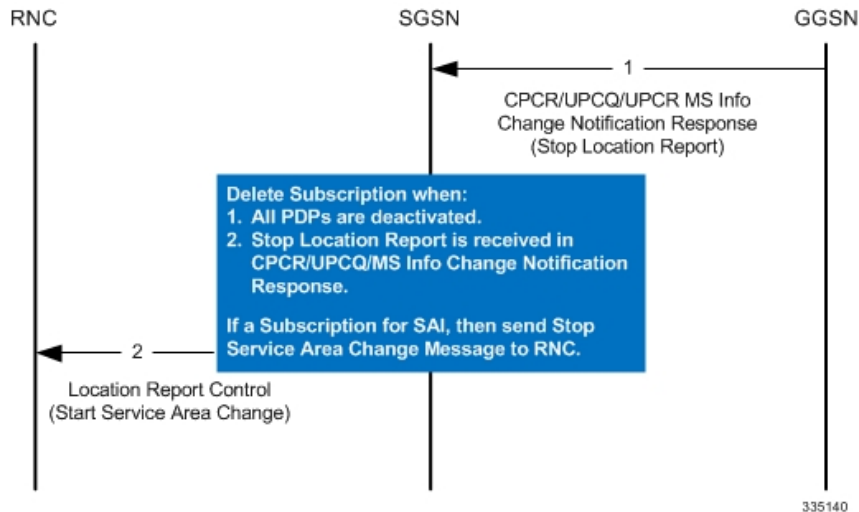 RNC
SGSN
GGSN
1
CPCR/UPCQ/UPCR MS Info
Change Notification Response
(Stop Location Report)
Delete Subscription when:
1. All PDPs are deactivated.
2. Stop Location Report is received in
CPCR/UPCQ/MS Info Change Notification
Response.
If a Subscription for SAI, then send Stop
Service Area Change Message to RNC.
2
Location Report Control
(Start Service Area Change)
335140